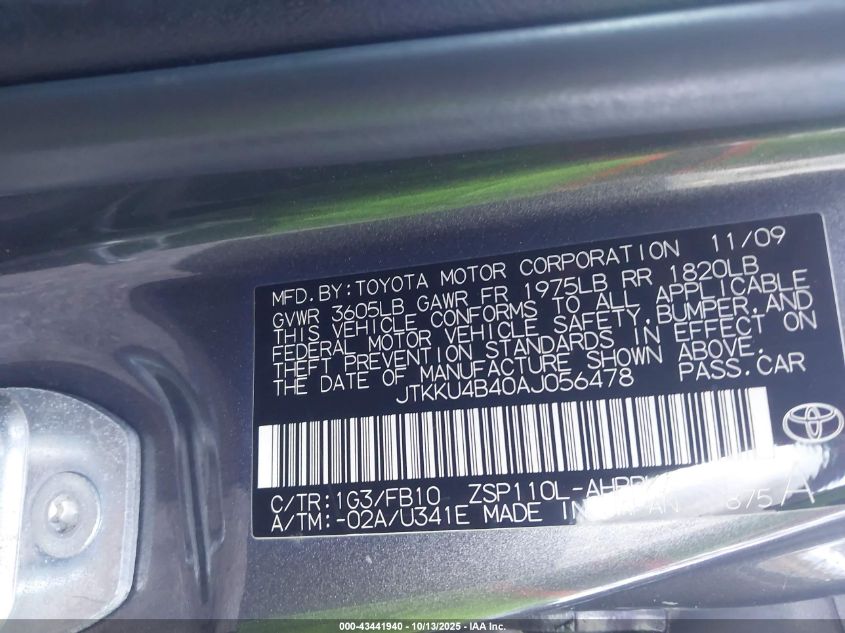 MFD. BY: TOYOTA MOTOR CORPORATION 11/09
GVWR 3605LB GAWR FR 1975LB RR 1820LB
THIS VEHICLE CONFORMS TO ALL APPLICABLE
FEDERAL MOTOR VEHICLE SAFETY, BUMPER, AND
THEFT PREVENTION STANDARDS IN EFFECT ON
THE DATE OF MANUFACTURE SHOWN ABOVE.
JTKKU4B40AJ056478 PASS. CAR
C/TR: 1G3/FB10 ZSP110L-
A/TM: -02A/U341E MADE IN JAPAN 875 A
000-43441940 - 10/13/2025 - IAA Inc.